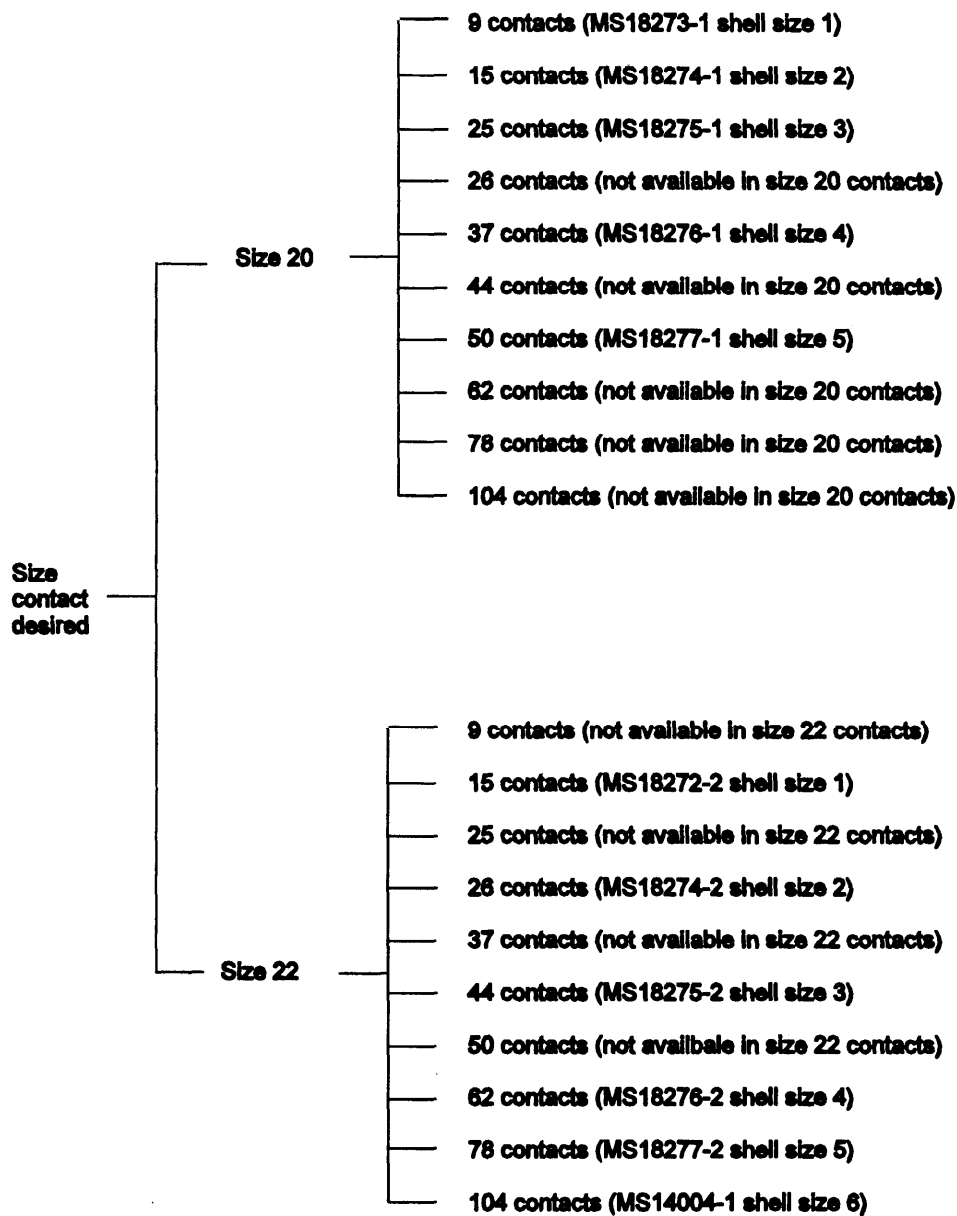 9 contacts (MS18273-1 shell size 1)
15 contacts (MS18274-1 shell size 2)
25 contacts (MS18275-1 shell size 3)
26 contacts (not available in size 20 contacts)
Size 20
37 contacts (MS18276-1 shell size 4)
44 contacts (not available in size 20 contacts)
50 contacts (MS18277-1 shell size 5)
62 contacts (not available in size 20 contacts)
78 contacts (not available in size 20 contacts)
104 contacts (not available in size 20 contacts)
Size
contact
desired
9 contacts (not available in size 22 contacts)
15 contacts (MS18272-2 shell size 1)
25 contacts (not available in size 22 contacts)
26 contacts (MS18274-2 shell size 2)
37 contacts (not available in size 22 contacts)
Size 22
44 contacts (MS18275-2 shell size 3)
50 contacts (not availbale in size 22 contacts)
62 contacts (MS18276-2 shell size 4)
78 contacts (MS18277-2 shell size 5)
104 contacts (MS14004-1 shell size 6)